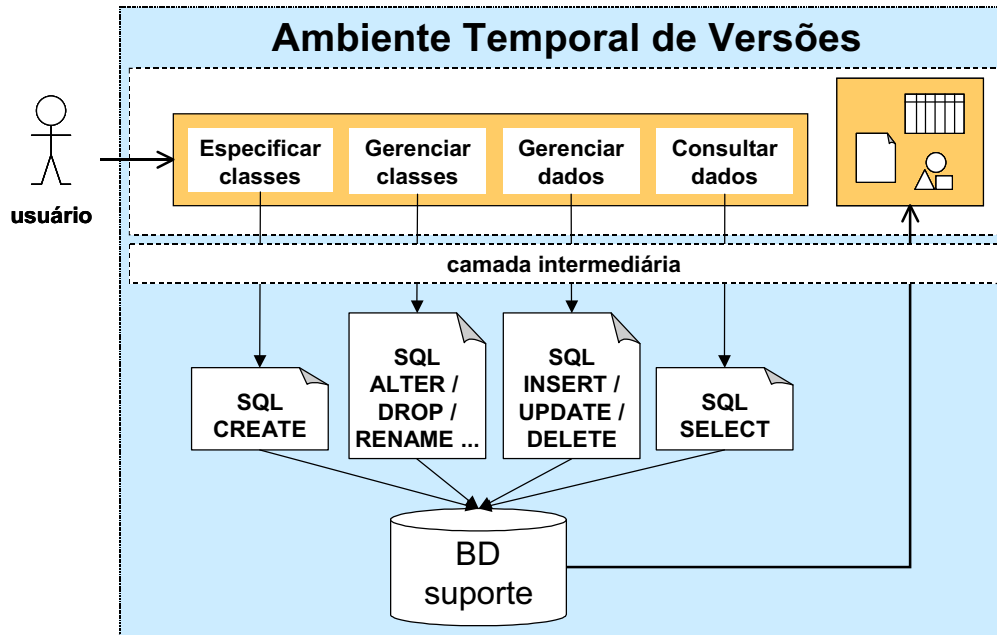 Ambiente Temporal de Versões
usuário
Especificar
classes
Gerenciar
classes
Gerenciar
dados
Consultar
dados
camada intermediária
SQL
CREATE
SQL
ALTER /
DROP /
RENAME ...
SQL
INSERT /
UPDATE /
DELETE
SQL
SELECT
BD
suporte